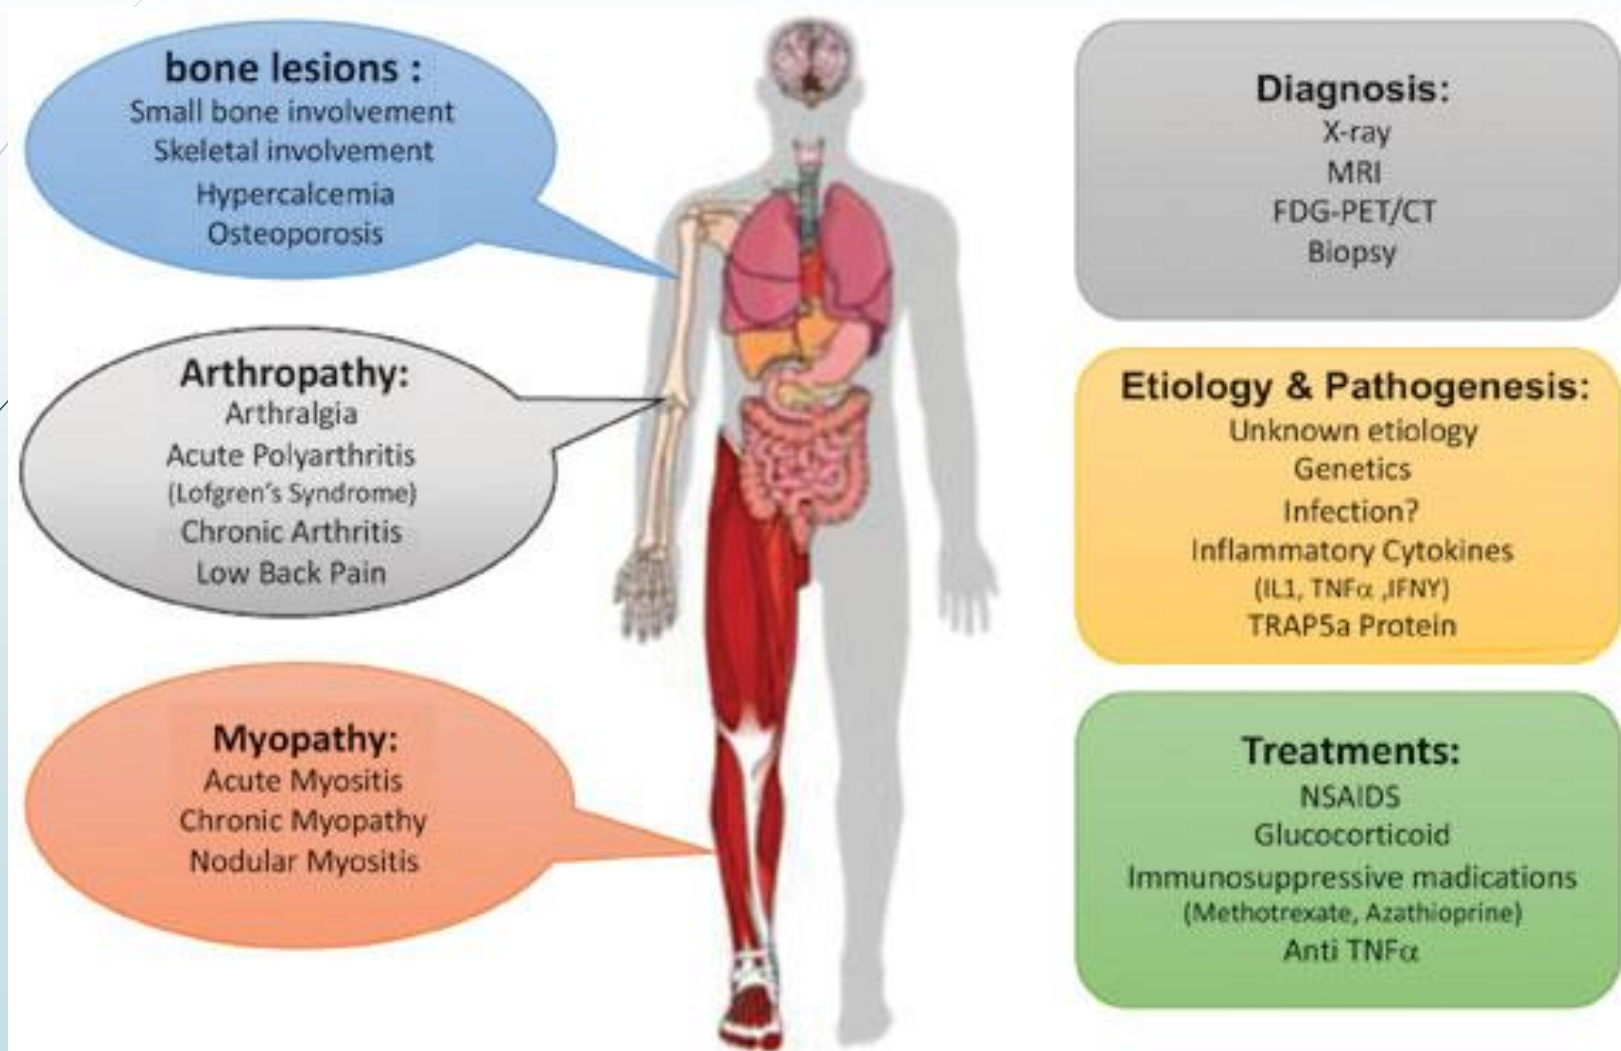 bone lesions :
Small bone involvement
Skeletal involvement
Hypercalcemia
Osteoporosis
Arthropathy:
Arthralgia
Acute Polyarthritis
(Lofgren's Syndrome)
Chronic Arthritis
Low Back Pain
Myopathy:
Acute Myositis
Chronic Myopathy
Nodular Myositis
Diagnosis:
X-ray
MRI
FDG-PET/CT
Biopsy
Etiology & Pathogenesis:
Unknown etiology
Genetics
Infection?
Inflammatory Cytokines
(IL1, TNFα ,IFNY)
TRAP5a Protein
Treatments:
NSAIDS
Glucocorticoid
Immunosuppressive madications
(Methotrexate, Azathioprine)
Anti TNFα